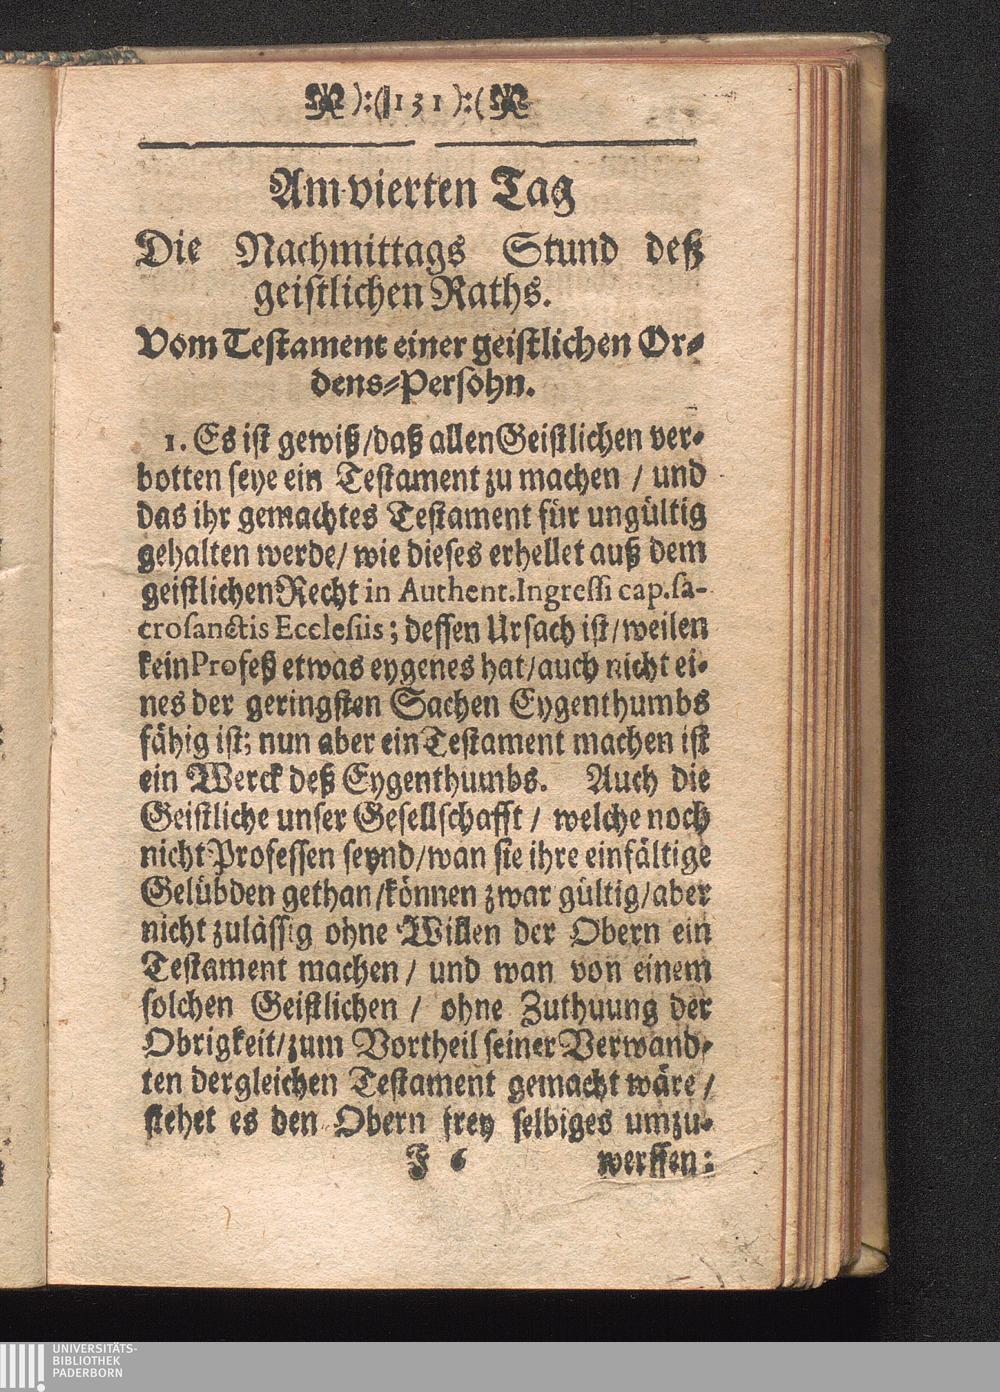 ):( 131 ):(
Am vierten Tag
Die Nachmittags Stund deß
geistlichen Raths.
Vom Testament einer geistlichen Or-
dens-Persohn.
1. Es ist gewiß/daß allen Geistlichen ver-
botten seye ein Testament zu machen / und
das ihr gemachtes Testament für ungültig
gehalten werde/ wie dieses erhellet auß dem
geistlichen Recht in Authent. Ingressi cap. sa-
crosanctis Ecclesiis; dessen Ursach ist/weilen
kein Profeß etwas eygenes hat/auch nicht ei-
nes der geringsten Sachen Eygenthumbs
fähig ist; nun aber ein Testament machen ist
ein Werck deß Eygenthumbs. Auch die
Geistliche unser Gesellschafft / welche noch
nicht Professen seynd/wan sie ihre einfältige
Gelübden gethan/können zwar gültig/aber
nicht zulässig ohne Willen der Obern ein
Testament machen/ und wan von einem
solchen Geistlichen / ohne Zuthuung der
Obrigkeit/zum Vortheil seiner Verwand-
ten dergleichen Testament gemacht wäre /
stehet es den Obern frey selbiges umzu-
F 6 werffen:
UNIVERSITÄTS-
BIBLIOTHEK
PADERBORN